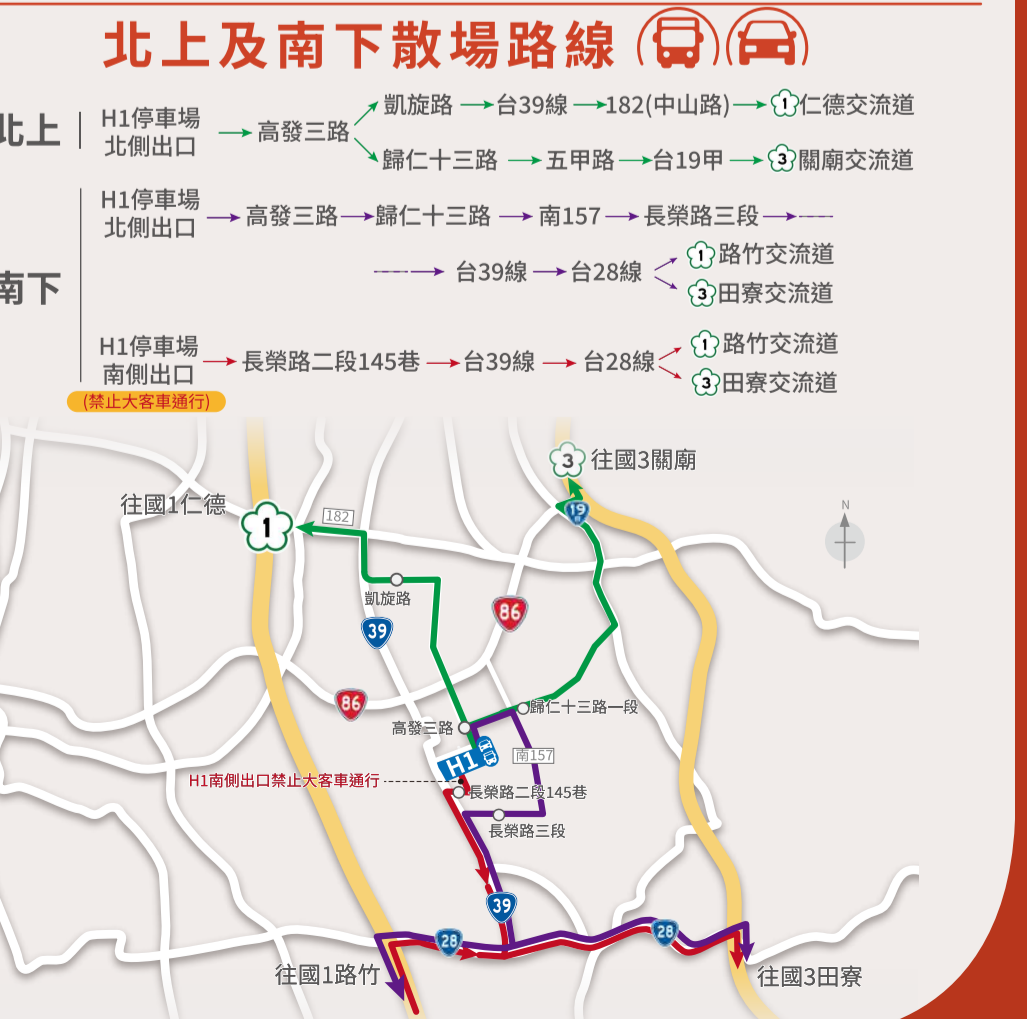 北上及南下散場路線
北上
H1停車場
北側出口
高發三路
凱旋路
台39線
182(中山路)
1
仁德交流道
歸仁十三路
五甲路
台19甲
3
關廟交流道
南下
H1停車場
北側出口
高發三路
歸仁十三路
南157
長榮路三段
台39線
台28線
1
路竹交流道
3
田寮交流道
H1停車場
南側出口
(禁止大客車通行)
長榮路二段145巷
台39線
台28線
1
路竹交流道
3
田寮交流道
3
往國3關廟
往國1仁德
1
182
19
甲
N
凱旋路
39
86
86
歸仁十三路一段
高發三路
H1
南157
H1南側出口禁止大客車通行
長榮路二段145巷
長榮路三段
39
28
28
往國1路竹
往國3田寮